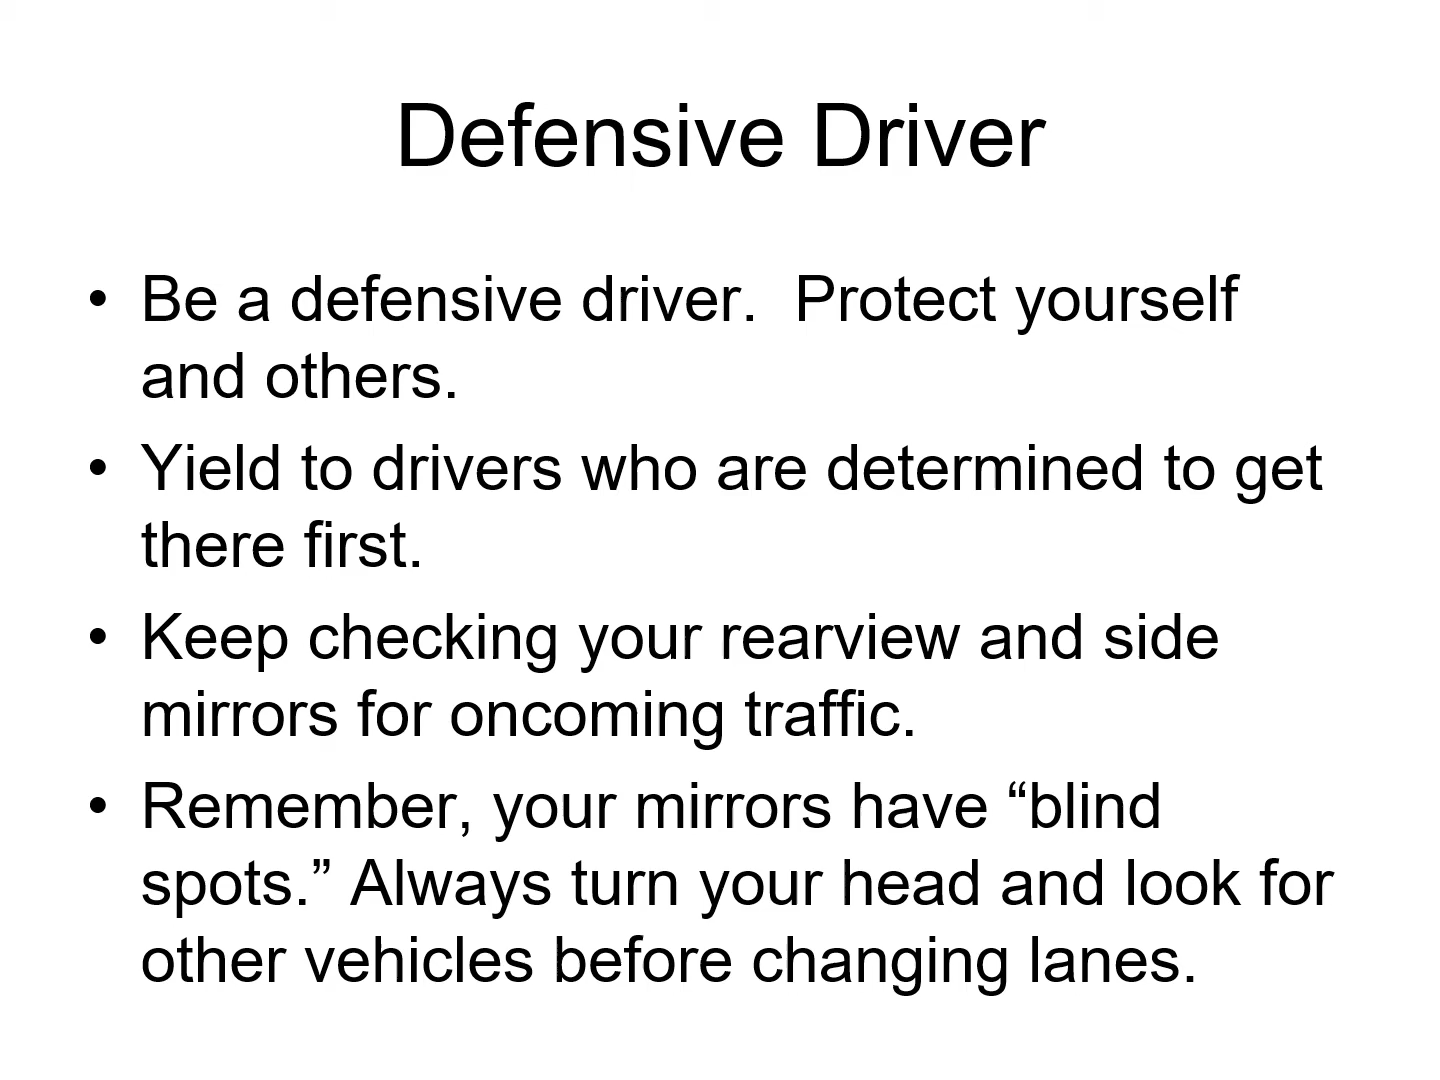 Defensive Driver
• Be a defensive driver.  Protect yourself
and others.
• Yield to drivers who are determined to get
there first.
• Keep checking your rearview and side
mirrors for oncoming traffic.
• Remember, your mirrors have “blind
spots.” Always turn your head and look for
other vehicles before changing lanes.